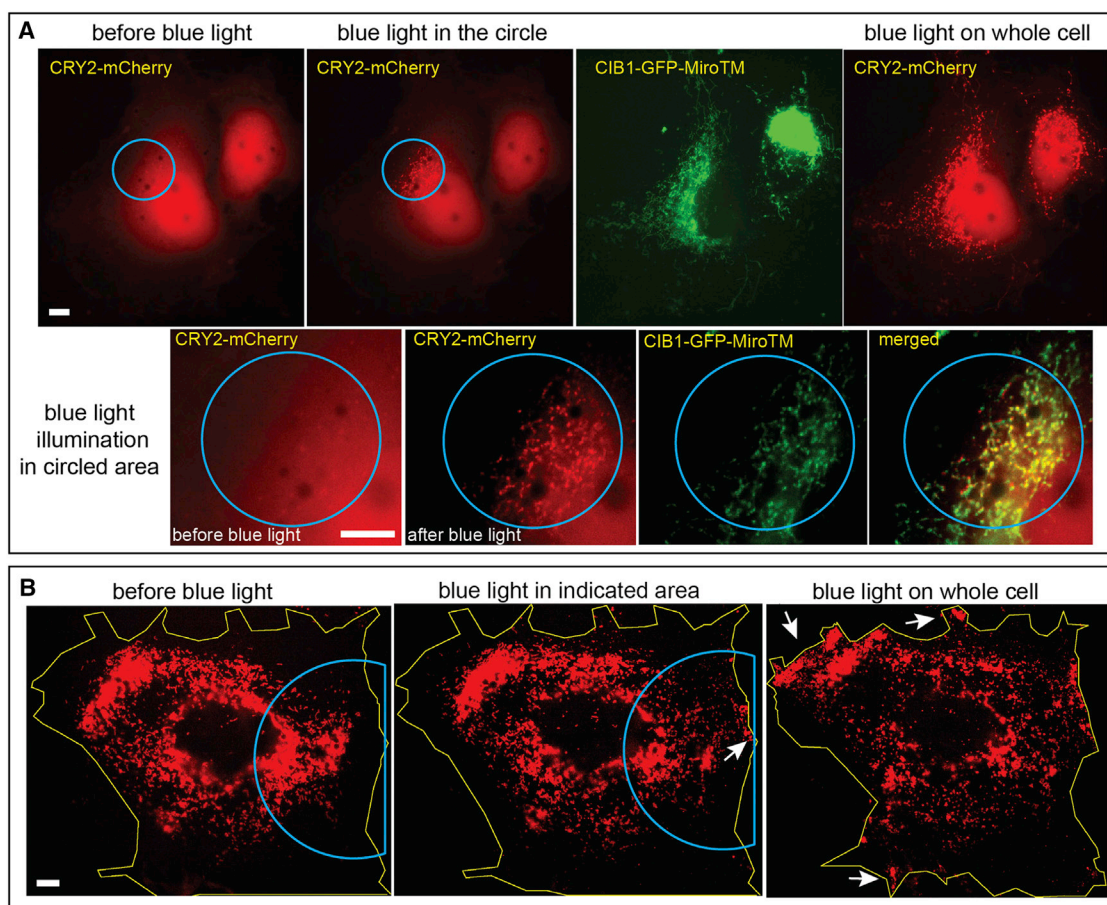 A
before blue light
blue light in the circle
blue light on whole cell
CRY2-mCherry
CRY2-mCherry
CIB1-GFP-MiroTM
CRY2-mCherry
blue light
illumination
in circled area
CRY2-mCherry
before blue light
CRY2-mCherry
after blue light
CIB1-GFP-MiroTM
merged
B
before blue light
blue light in indicated area
blue light on whole cell